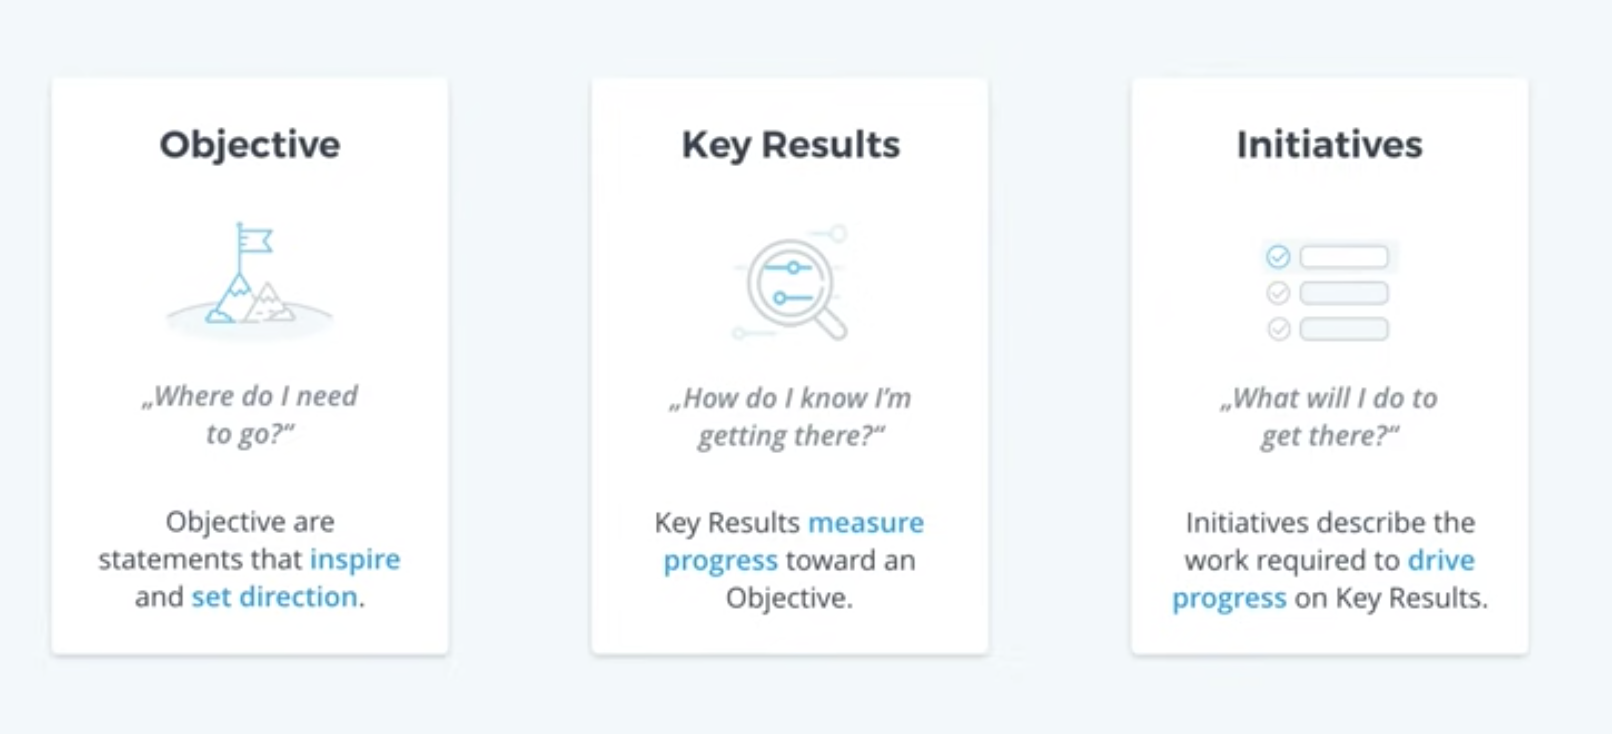 Objective
„Where do I need
to go?“
Objective are
statements that inspire
and set direction.
Key Results
„How do I know I’m
getting there?“
Key Results measure
progress toward an
Objective.
Initiatives
„What will I do to
get there?“
Initiatives describe the
work required to drive
progress on Key Results.